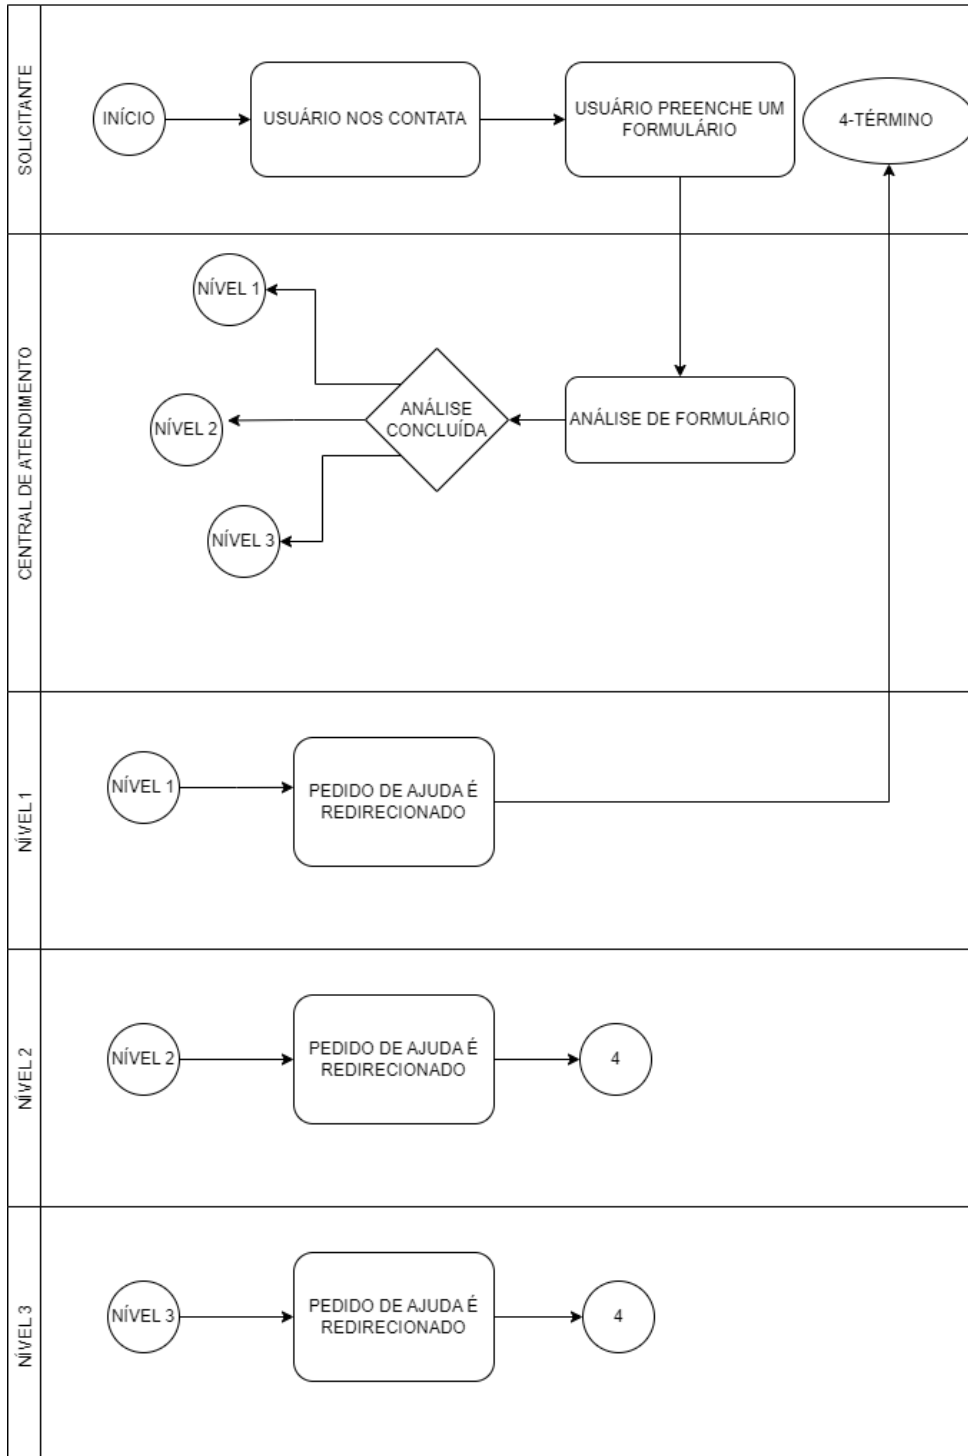 SOLICITANTE
INÍCIO
USUÁRIO NOS CONTATA
USUÁRIO PREENCHE UM
FORMULÁRIO
4-TÉRMINO
CENTRAL DE ATENDIMENTO
NÍVEL 1
NÍVEL 2
NÍVEL 3
ANÁLISE
CONCLUÍDA
ANÁLISE DE FORMULÁRIO
NÍVEL 1
NÍVEL 1
PEDIDO DE AJUDA É
REDIRECIONADO
NÍVEL 2
NÍVEL 2
PEDIDO DE AJUDA É
REDIRECIONADO
4
NÍVEL 3
NÍVEL 3
PEDIDO DE AJUDA É
REDIRECIONADO
4